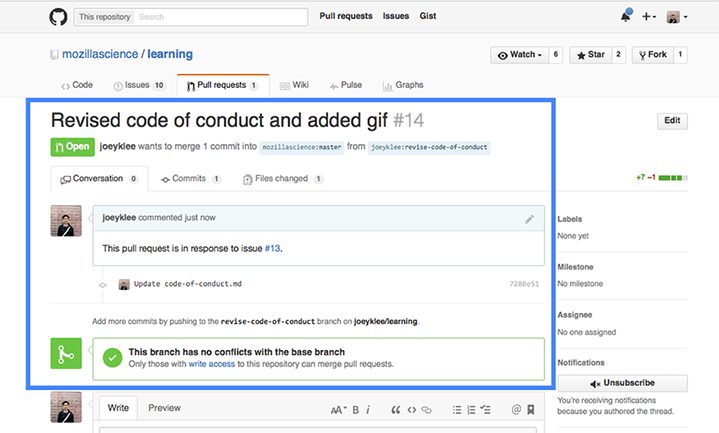 This repository Search Pull requests Issues Gist
mozillascience / learning
Watch 6 Star 2 Fork 1
Code Issues 10 Pull requests 1 Wiki Pulse Graphs
Revised code of conduct and added gif #14
Edit
Open joeyklee wants to merge 1 commit into mozillascience:master from joeyklee:revise-code-of-conduct
Conversation 0 Commits 1 Files changed 1
+7 −1
joeyklee commented just now
This pull request is in response to issue #13.
Update code-of-conduct.md 7288e51
Add more commits by pushing to the revise-code-of-conduct branch on joeyklee/learning.
This branch has no conflicts with the base branch
Only those with write access to this repository can merge pull requests.
Write Preview
AA B i
Labels
None yet
Milestone
No milestone
Assignee
No one assigned
Notifications
Unsubscribe
You're receiving notifications
because you authored the thread.